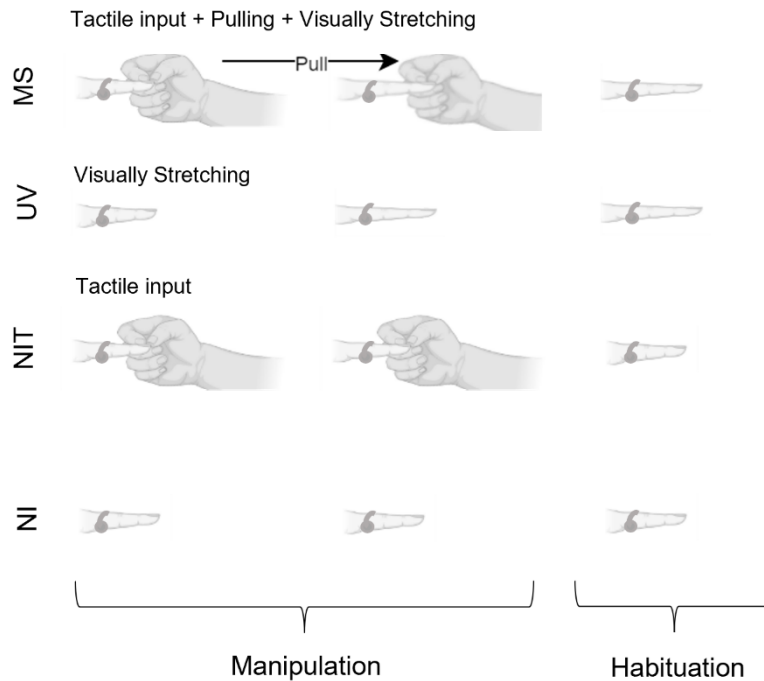 Tactile input + Pulling + Visually Stretching
Pull
MS
Visually Stretching
UV
Tactile input
NIT
NI
Manipulation
Habituation